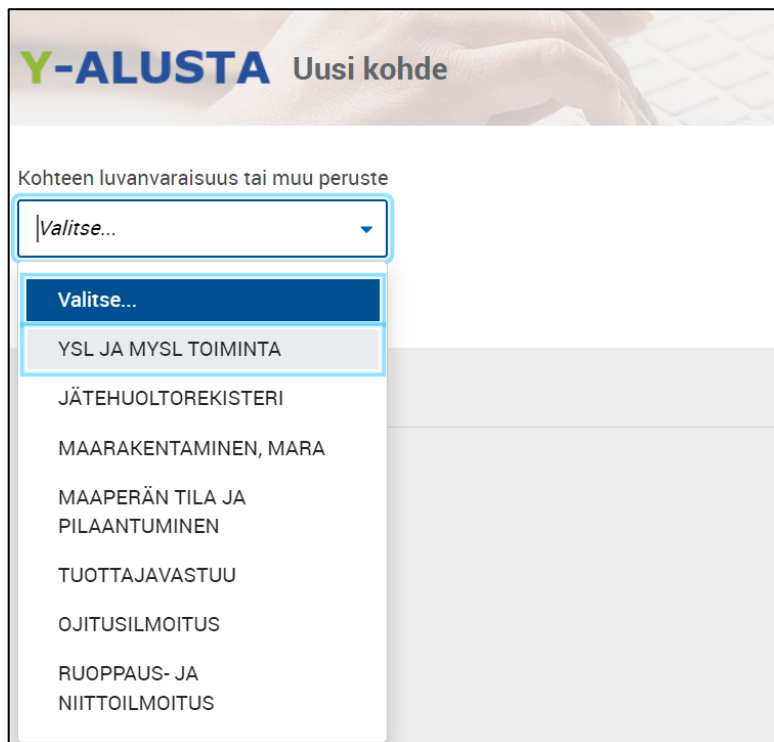 Y-ALUSTA Uusi kohde
Kohteen luvanvaraisuus tai muu peruste
Valitse...
Valitse...
YSL JA MYSL TOIMINTA
JÄTEHUOLTOREKISTERI
MAARAKENTAMINEN, MARA
MAAPERÄN TILA JA
PILAANTUMINEN
TUOTTAJAVASTUU
OJITUSILMOITUS
RUOPPAUS- JA
NIITTOILMOITUS